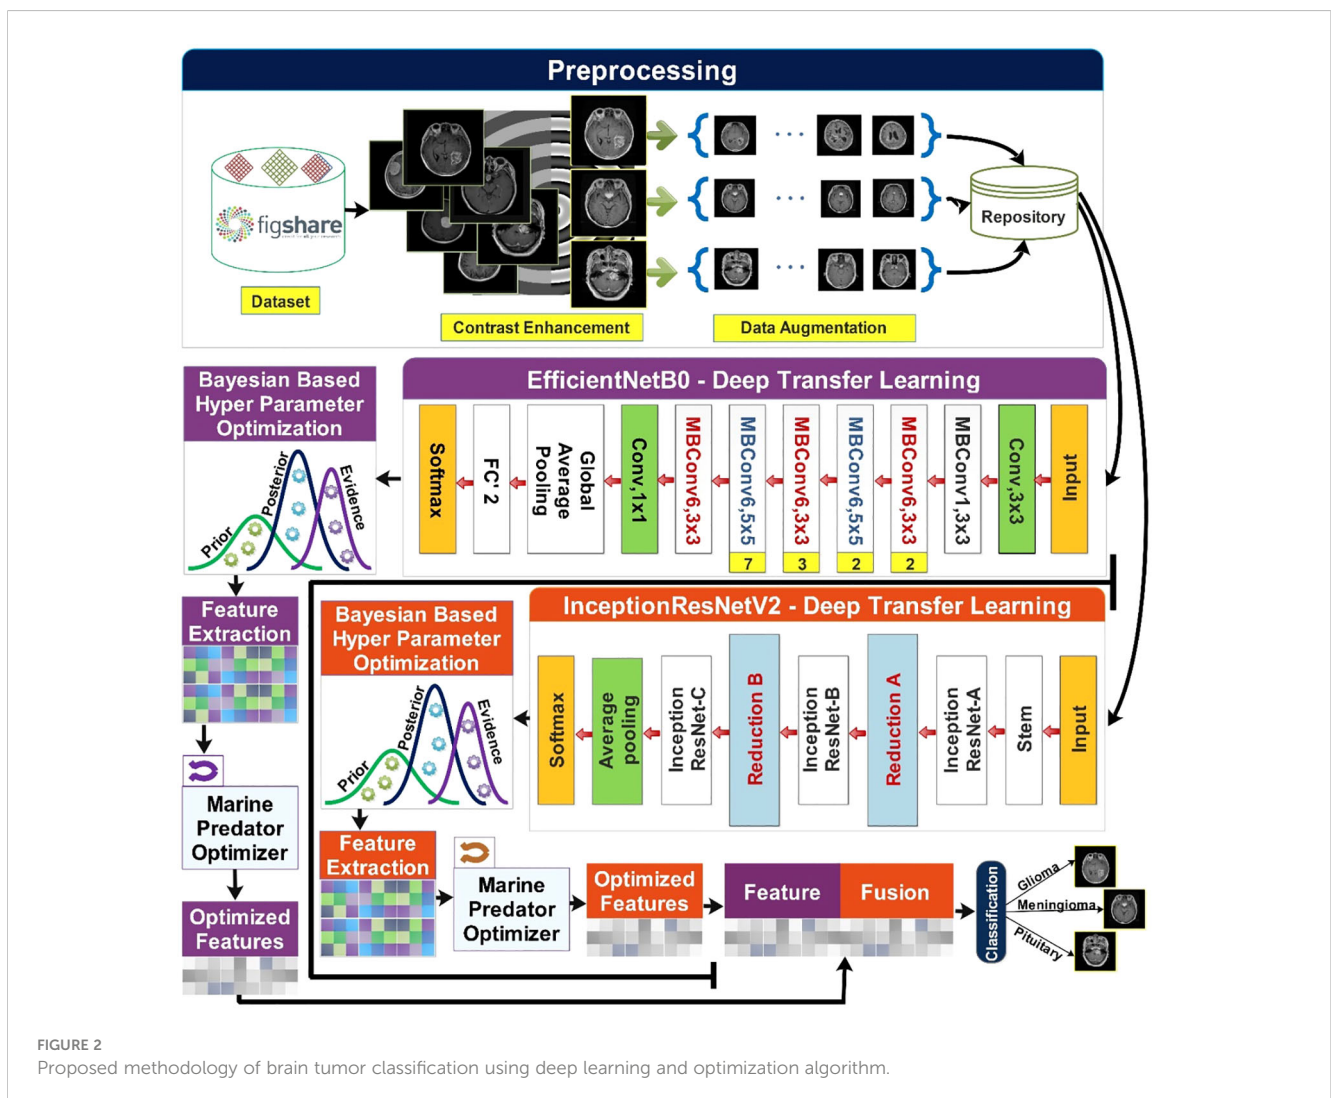 Preprocessing
figshare
Dataset
Contrast Enhancement
Data Augmentation
Repository
Bayesian Based
Hyper Parameter
Optimization
Prior
Posterior
Evidence
EfficientNetB0 - Deep Transfer Learning
Softmax
FC' 2
Global
Average
Pooling
Conv,1x1
MBConv6,3x3
MBConv6,5x5
MBConv6,3x3
MBConv6,5x5
MBConv6,3x3
MBConv1,3x3
Conv,3x3
Input
7
3
2
2
Feature
Extraction
Marine
Predator
Optimizer
Optimized
Features
Bayesian Based
Hyper Parameter
Optimization
Prior
Posterior
Evidence
InceptionResNetV2 - Deep Transfer Learning
Softmax
Average
pooling
Inception
ResNet-C
Reduction B
Inception
ResNet-B
Reduction A
Inception
ResNet-A
Stem
Input
Feature
Extraction
Marine
Predator
Optimizer
Optimized
Features
Feature Fusion
Classification
Glioma
Meningioma
Pituitary
FIGURE 2
Proposed methodology of brain tumor classification using deep learning and optimization algorithm.